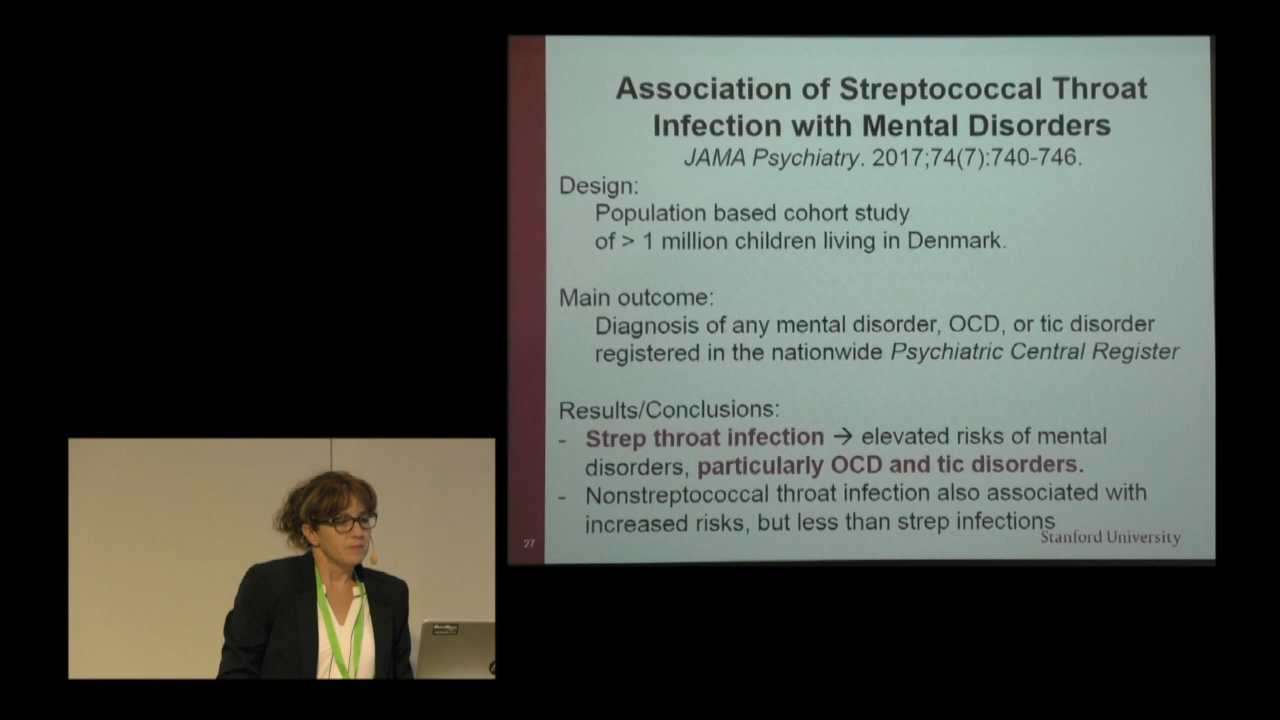 Association of Streptococcal Throat
Infection with Mental Disorders
JAMA Psychiatry. 2017;74(7):740-746.
Design:
Population based cohort study
of > 1 million children living in Denmark.
Main outcome:
Diagnosis of any mental disorder, OCD, or tic disorder
registered in the nationwide Psychiatric Central Register
Results/Conclusions:
- Strep throat infection → elevated risks of mental
disorders, particularly OCD and tic disorders.
- Nonstreptococcal throat infection also associated with
increased risks, but less than strep infections
27
Stanford University